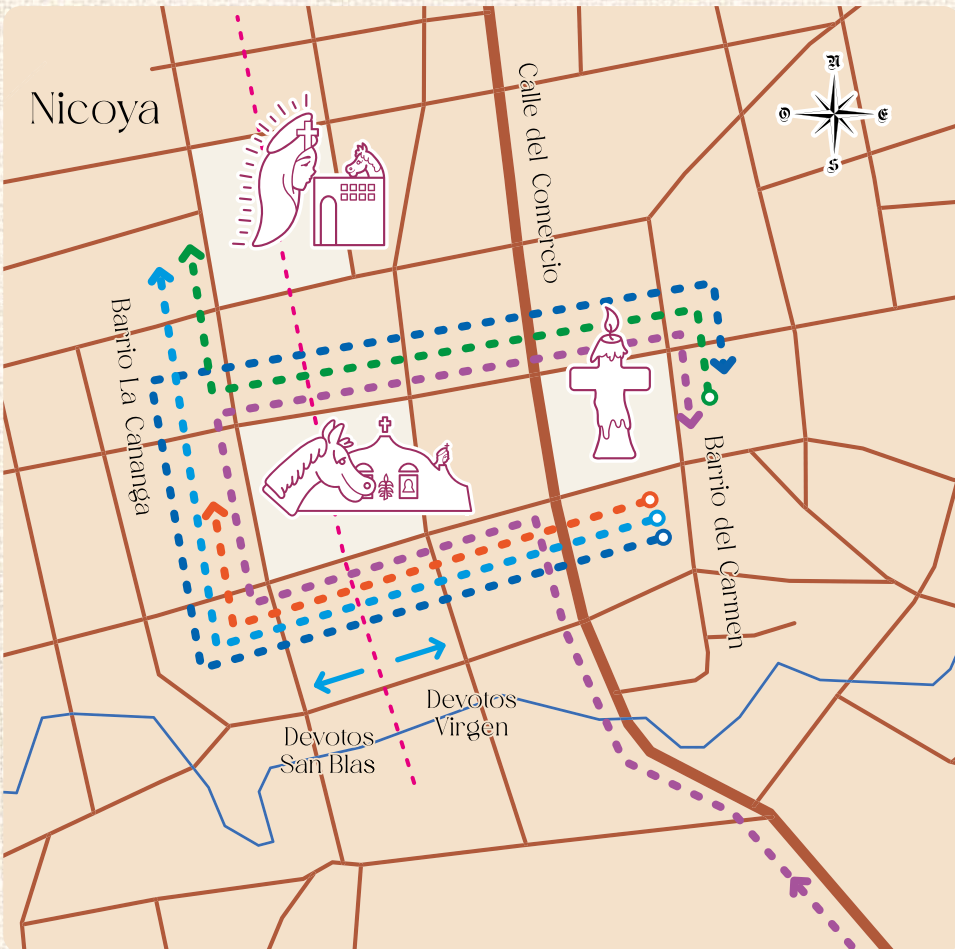 Nicoya
N
O
E
S
Calle del Comercio
Barrio La Cananga
Barrio del Carmen
Devotos
Virgen
Devotos
San Blas